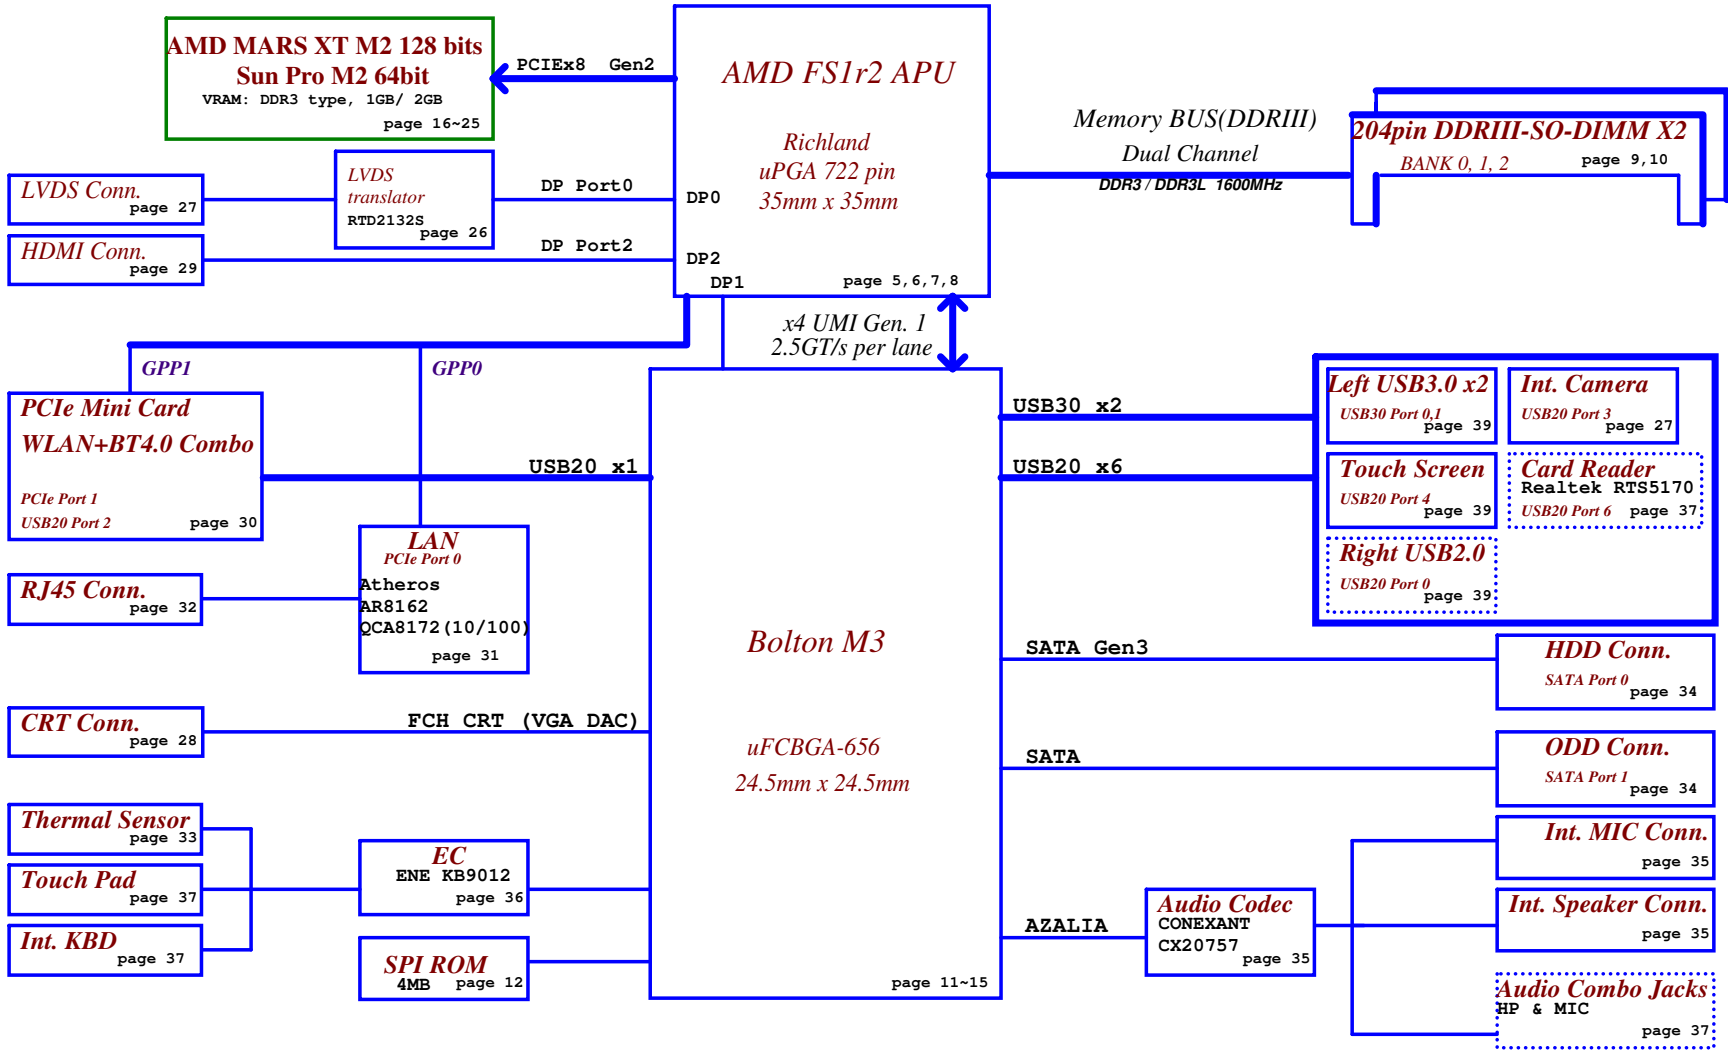 AMD MARS XT M2 128 bits
Sun Pro M2 64bit
VRAM: DDR3 type, 1GB/ 2GB
page 16~25
PCIEx8 Gen2
AMD FS1r2 APU
Richland
uPGA 722 pin
35mm x 35mm
DP0
DP2
DP1
page 5,6,7,8
Memory BUS(DDRIII)
Dual Channel
DDR3 / DDR3L 1600MHz
204pin DDRIII-SO-DIMM X2
BANK 0, 1, 2
page 9,10
LVDS Conn.
page 27
LVDS
translator
RTD2132S
page 26
DP Port0
HDMI Conn.
page 29
DP Port2
x4 UMI Gen. 1
2.5GT/s per lane
GPP1
GPP0
PCIe Mini Card
WLAN+BT4.0 Combo
PCIe Port 1
USB20 Port 2
page 30
USB20 x1
LAN
PCIe Port 0
Atheros
AR8162
QCA8172(10/100)
page 31
RJ45 Conn.
page 32
CRT Conn.
page 28
FCH CRT (VGA DAC)
Thermal Sensor
page 33
Touch Pad
page 37
Int. KBD
page 37
EC
ENE KB9012
page 36
SPI ROM
4MB
page 12
Bolton M3
uFCBGA-656
24.5mm x 24.5mm
page 11~15
USB30 x2
USB20 x6
Left USB3.0 x2
USB30 Port 0,1
page 39
Int. Camera
USB20 Port 3
page 27
Touch Screen
USB20 Port 4
page 39
Card Reader
Realtek RTS5170
USB20 Port 6
page 37
Right USB2.0
USB20 Port 0
page 39
SATA Gen3
HDD Conn.
SATA Port 0
page 34
SATA
ODD Conn.
SATA Port 1
page 34
AZALIA
Audio Codec
CONEXANT
CX20757
page 35
Int. MIC Conn.
page 35
Int. Speaker Conn.
page 35
Audio Combo Jacks
HP & MIC
page 37